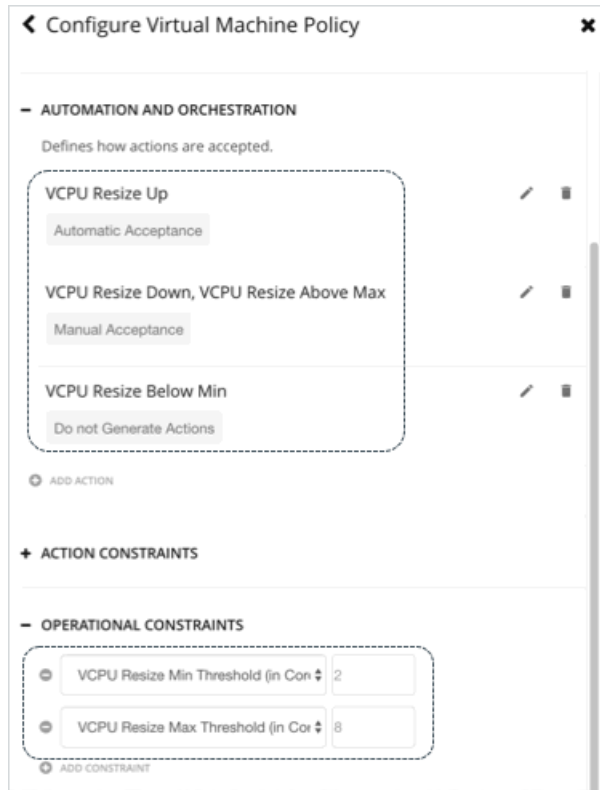 Configure Virtual Machine Policy
AUTOMATION AND ORCHESTRATION
Defines how actions are accepted.
VCPU Resize Up
Automatic Acceptance
VCPU Resize Down, VCPU Resize Above Max
Manual Acceptance
VCPU Resize Below Min
Do not Generate Actions
ADD ACTION
ACTION CONSTRAINTS
OPERATIONAL CONSTRAINTS
VCPU Resize Min Threshold (in Cor 2
VCPU Resize Max Threshold (in Cor 8
ADD CONSTRAINT